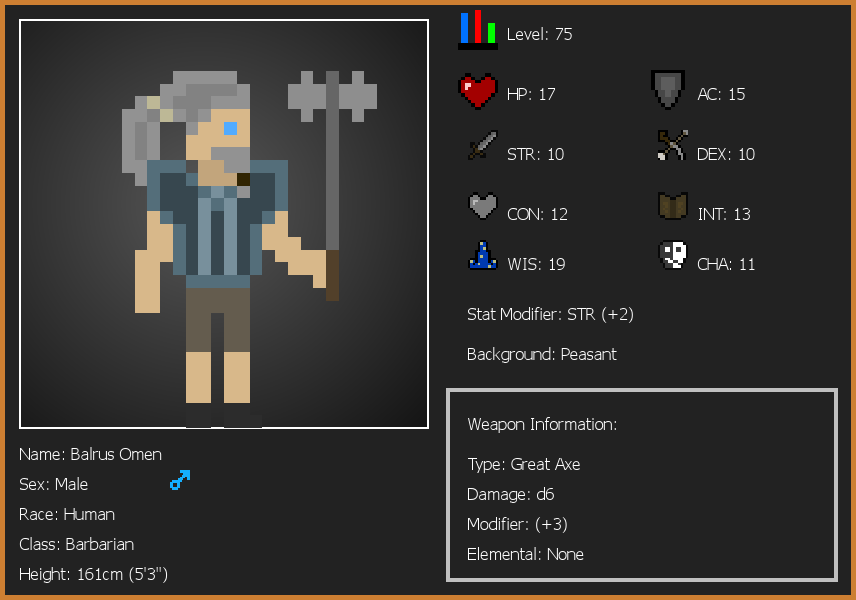 Level: 75
HP: 17
AC: 15
STR: 10
DEX: 10
CON: 12
INT: 13
WIS: 19
CHA: 11
Stat Modifier: STR (+2)
Background: Peasant
Weapon Information:
Type: Great Axe
Damage: d6
Modifier: (+3)
Elemental: None
Name: Balrus Omen
Sex: Male
Race: Human
Class: Barbarian
Height: 161cm (5'3")